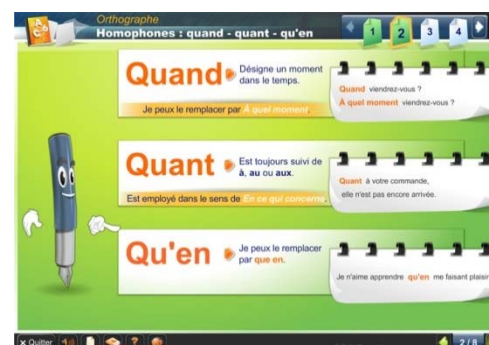 Orthographe
Homophones : quand - quant - qu'en
1 2 3 4
Quand
Désigne un moment
dans le temps.
Je peux le remplacer par À quel moment.
Quand viendrez-vous ?
À quel moment viendrez-vous ?
Quant
Est toujours suivi de
à, au ou aux.
Est employé dans le sens de En ce qui concerne.
Quant à votre commande,
elle n'est pas encore arrivée.
Qu'en
Je peux le remplacer
par que en.
Je n'aime apprendre qu'en me faisant plaisir
x Quitter
?
2 / 8